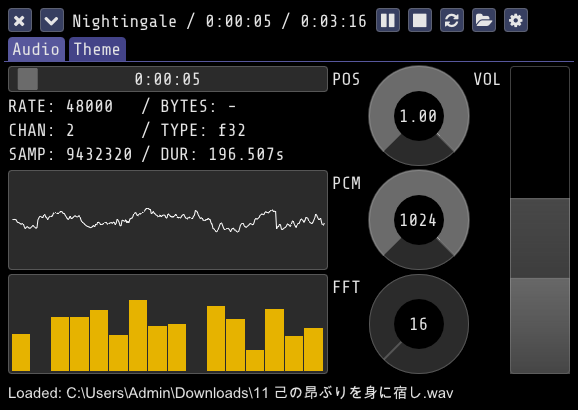 Nightingale / 0:00:05 / 0:03:16
Audio Theme
0:00:05
POS 1.00 VOL
RATE: 48000 / BYTES: -
CHAN: 2 / TYPE: f32
SAMP: 9432320 / DUR: 196.507s
PCM 1024
FFT 16
Loaded: C:\Users\Admin\Downloads\11 己の昂ぶりを身に宿し.wav